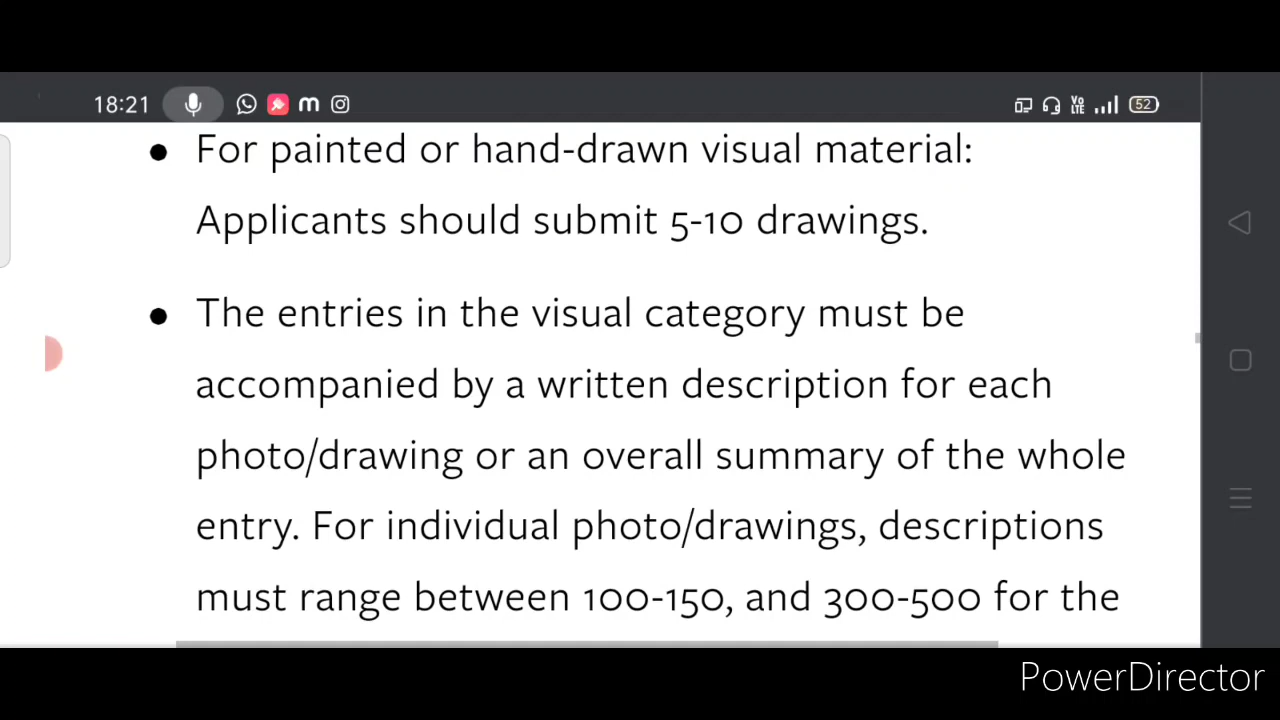 18:21
52
For painted or hand-drawn visual material:
Applicants should submit 5-10 drawings.
The entries in the visual category must be
accompanied by a written description for each
photo/drawing or an overall summary of the whole
entry. For individual photo/drawings, descriptions
must range between 100-150, and 300-500 for the
PowerDirector